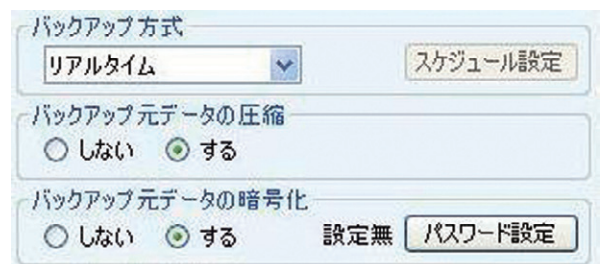 バックアップ方式
リアルタイム スケジュール設定
バックアップ元データの圧縮
しない する
バックアップ元データの暗号化
しない する 設定無 パスワード設定